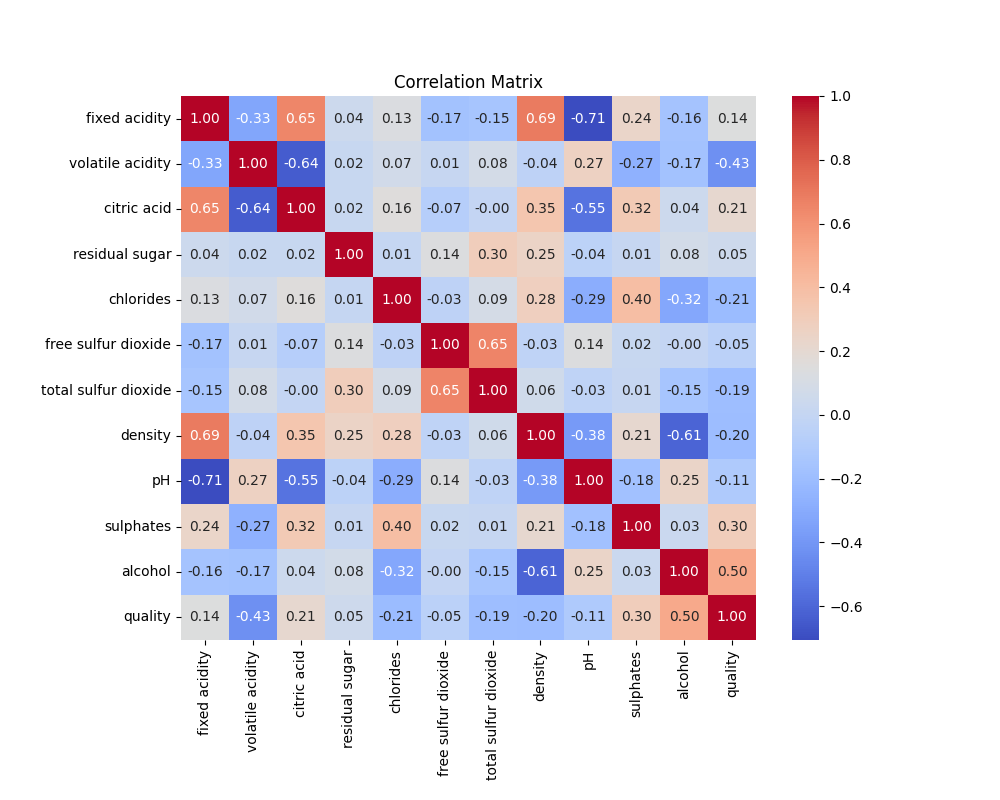 Correlation Matrix
fixed acidity 1.00 -0.33 0.65 0.04 0.13 -0.17 -0.15 0.69 -0.71 0.24 -0.16 0.14
volatile acidity -0.33 1.00 -0.64 0.02 0.07 0.01 0.08 -0.04 0.27 -0.27 -0.17 -0.43
citric acid 0.65 -0.64 1.00 0.02 0.16 -0.07 -0.00 0.35 -0.55 0.32 0.04 0.21
residual sugar 0.04 0.02 0.02 1.00 0.01 0.14 0.30 0.25 -0.04 0.01 0.08 0.05
chlorides 0.13 0.07 0.16 0.01 1.00 -0.03 0.09 0.28 -0.29 0.40 -0.32 -0.21
free sulfur dioxide -0.17 0.01 -0.07 0.14 -0.03 1.00 0.65 -0.03 0.14 0.02 -0.00 -0.05
total sulfur dioxide -0.15 0.08 -0.00 0.30 0.09 0.65 1.00 0.06 -0.03 0.01 -0.15 -0.19
density 0.69 -0.04 0.35 0.25 0.28 -0.03 0.06 1.00 -0.38 0.21 -0.61 -0.20
pH -0.71 0.27 -0.55 -0.04 -0.29 0.14 -0.03 -0.38 1.00 -0.18 0.25 -0.11
sulphates 0.24 -0.27 0.32 0.01 0.40 0.02 0.01 0.21 -0.18 1.00 0.03 0.30
alcohol -0.16 -0.17 0.04 0.08 -0.32 -0.00 -0.15 -0.61 0.25 0.03 1.00 0.50
quality 0.14 -0.43 0.21 0.05 -0.21 -0.05 -0.19 -0.20 -0.11 0.30 0.50 1.00
fixed acidity
volatile acidity
citric acid
residual sugar
chlorides
free sulfur dioxide
total sulfur dioxide
density
pH
sulphates
alcohol
quality
1.0
0.8
0.6
0.4
0.2
0.0
−0.2
−0.4
−0.6